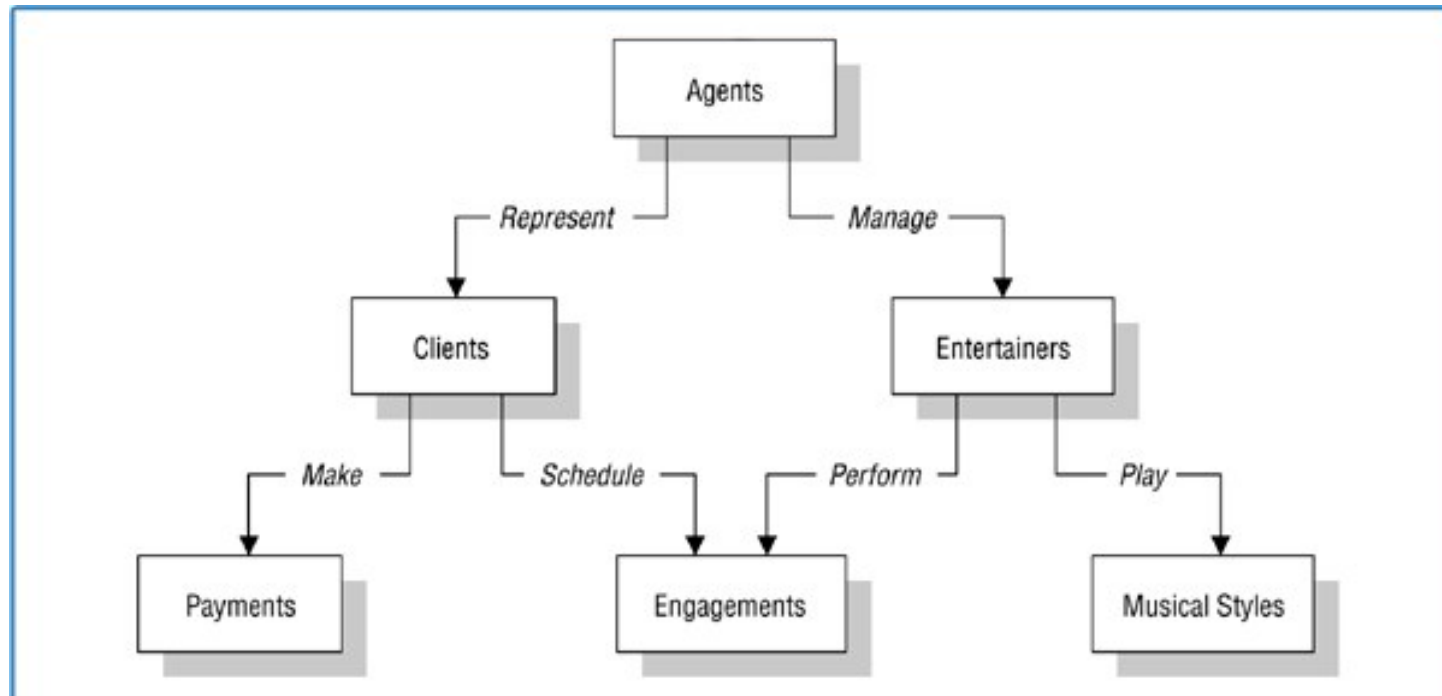 Agents
Represent
Manage
Clients
Entertainers
Make
Schedule
Perform
Play
Payments
Engagements
Musical Styles